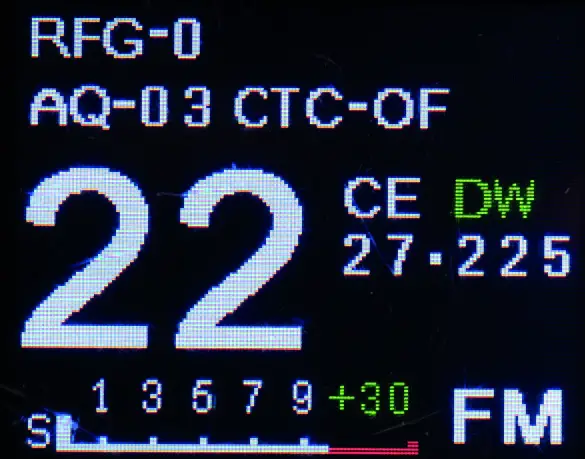 RFG-0
AQ-03 CTC-OF
22
CE DW
27.225
1 3 5 7 9 +30
S
FM